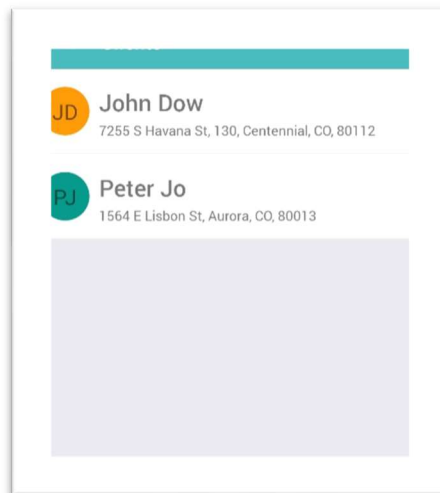 JD
John Dow
7255 S Havana St, 130, Centennial, CO, 80112
PJ
Peter Jo
1564 E Lisbon St, Aurora, CO, 80013